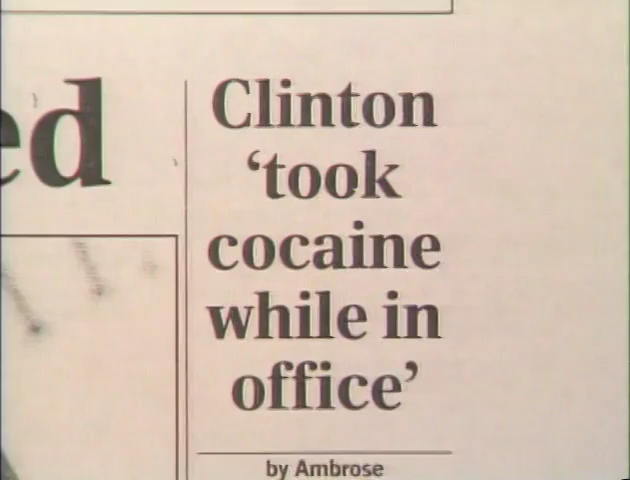 ed
Clinton
‘took
cocaine
while in
office’
by Ambrose